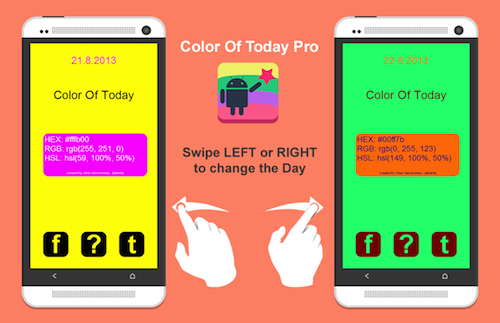 21.8.2013
Color Of Today
HEX: #fffb00
RGB: rgb(255, 251, 0)
HSL: hsl(59, 100%, 50%)
f ? t
Color Of Today Pro
Swipe LEFT or RIGHT
to change the Day
22.8.2013
Color Of Today
HEX: #00ff7b
RGB: rgb(0, 255, 123)
HSL: hsl(149, 100%, 50%)
f ? t